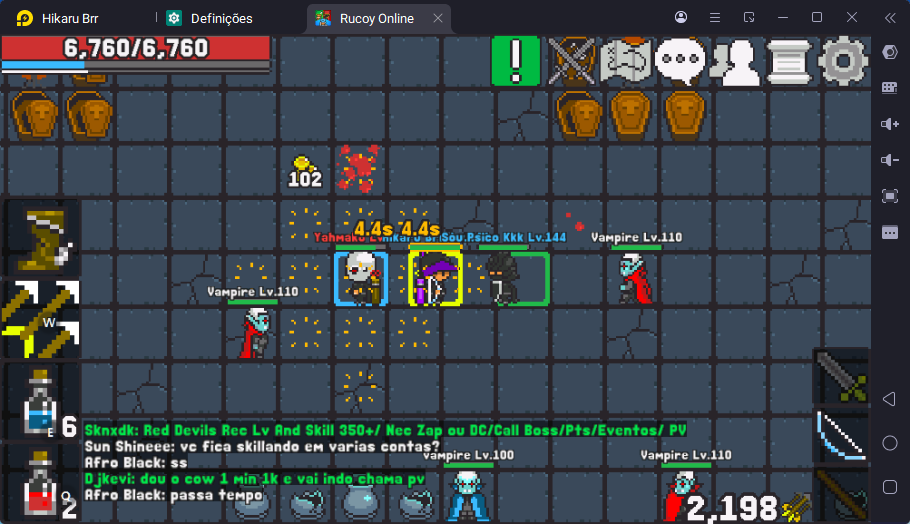 Hikaru Brr
Definições
Rucoy Online
6,760/6,760
102
4.4s 4.4s
Psico Kkk Lv.144
Vampire Lv.110
Vampire Lv.110
W
6
E
Sknxdk: Red Devils Rec Lv And Skill 350+/ Nec Zap ou DC/Call Boss/Pts/Eventos/ PV
Sun Shineee: vc fica skillando em varias contas?
Afro Black: ss
Vampire Lv.100
Vampire Lv.110
Djkevi: dou o cow 1 min 1k e vai indo chama pv
Afro Black: passa tempo
Q
2
2,198